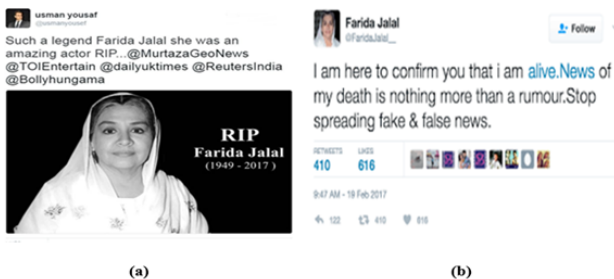 usman yousaf
@usmanyousef
Such a legend Farida Jalal she was an
amazing actor RIP...@MurtazaGeoNews
@TOIEntertain @dailyuktimes @ReutersIndia
@Bollyhungama
RIP
Farida Jalal
(1949 - 2017 )
(a)
Farida Jalal
@FaridaJalal__
Follow
I am here to confirm you that i am alive.News of
my death is nothing more than a rumour.Stop
spreading fake & false news.
RETWEETS LIKES
410 616
9:47 AM - 19 Feb 2017
122 410 616
(b)